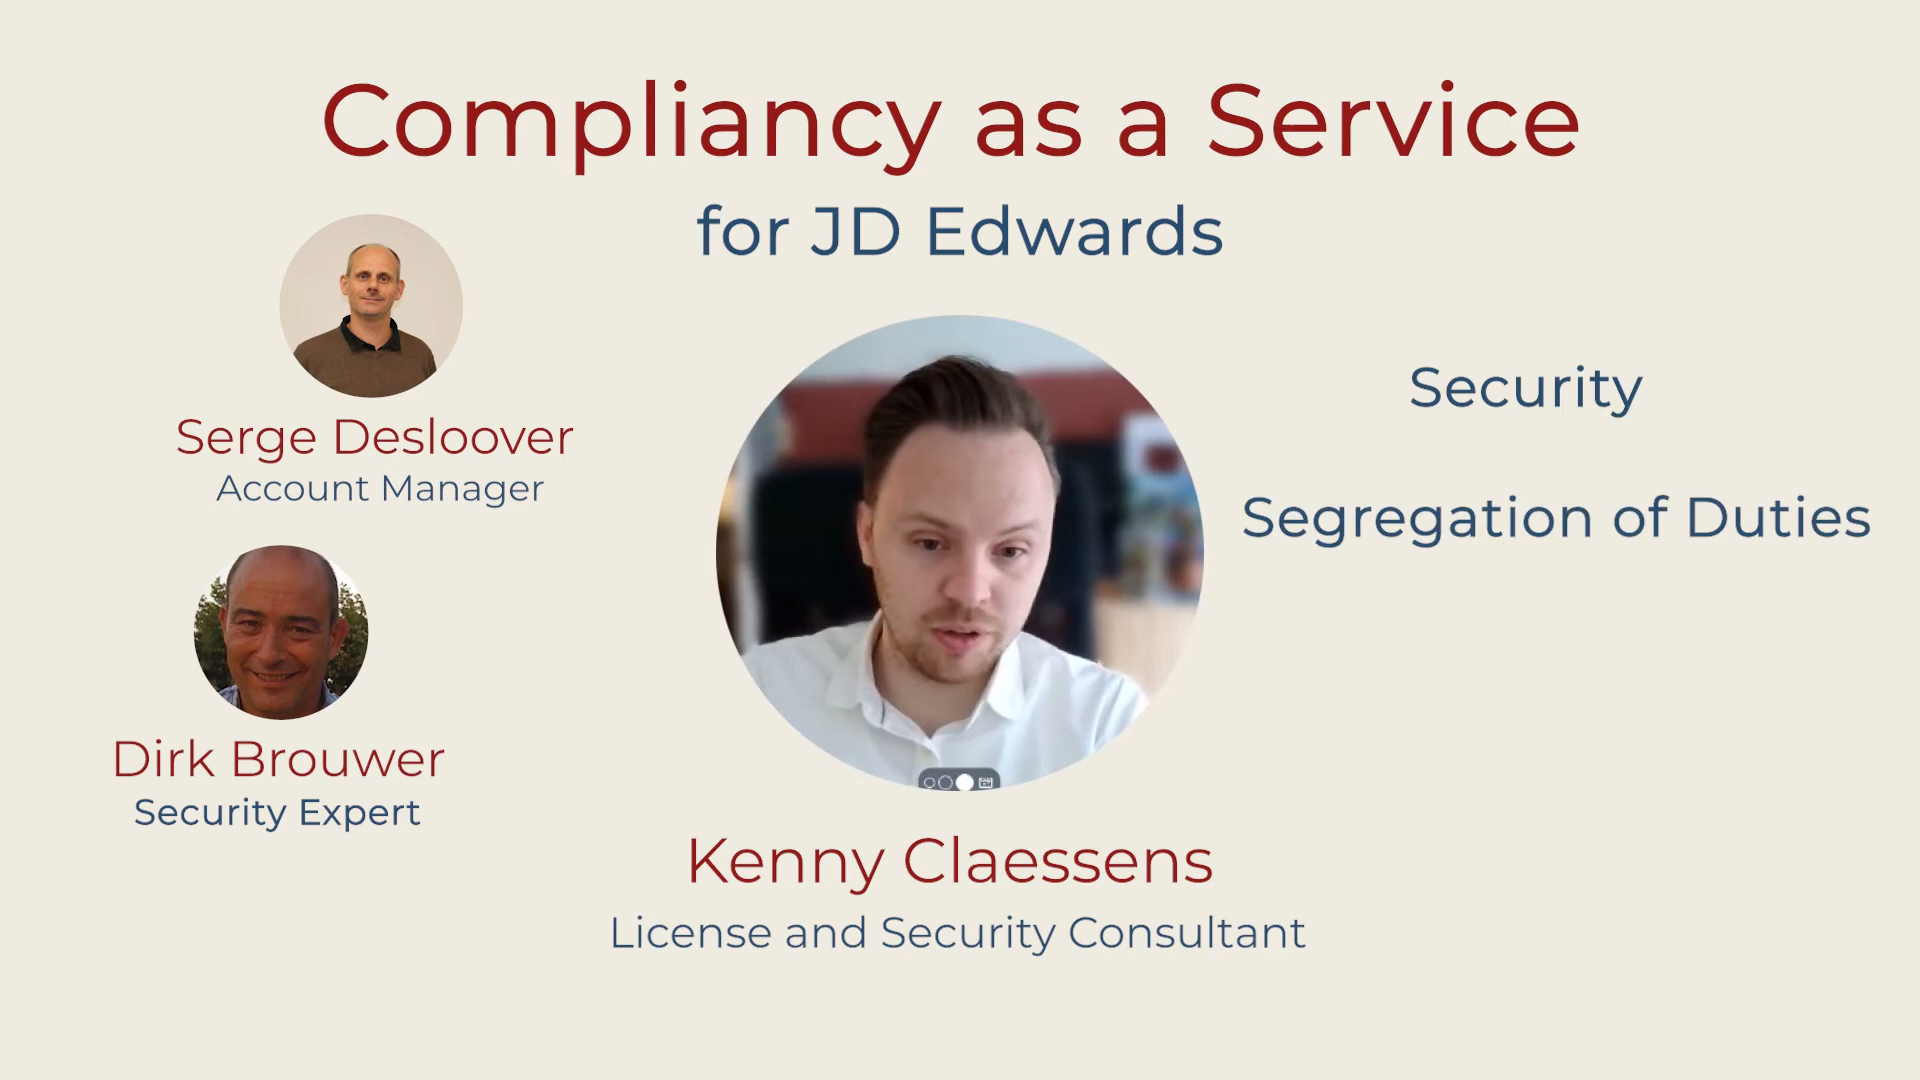 Compliancy as a Service
for JD Edwards
Serge Desloover
Account Manager
Dirk Brouwer
Security Expert
Kenny Claessens
License and Security Consultant
Security
Segregation of Duties